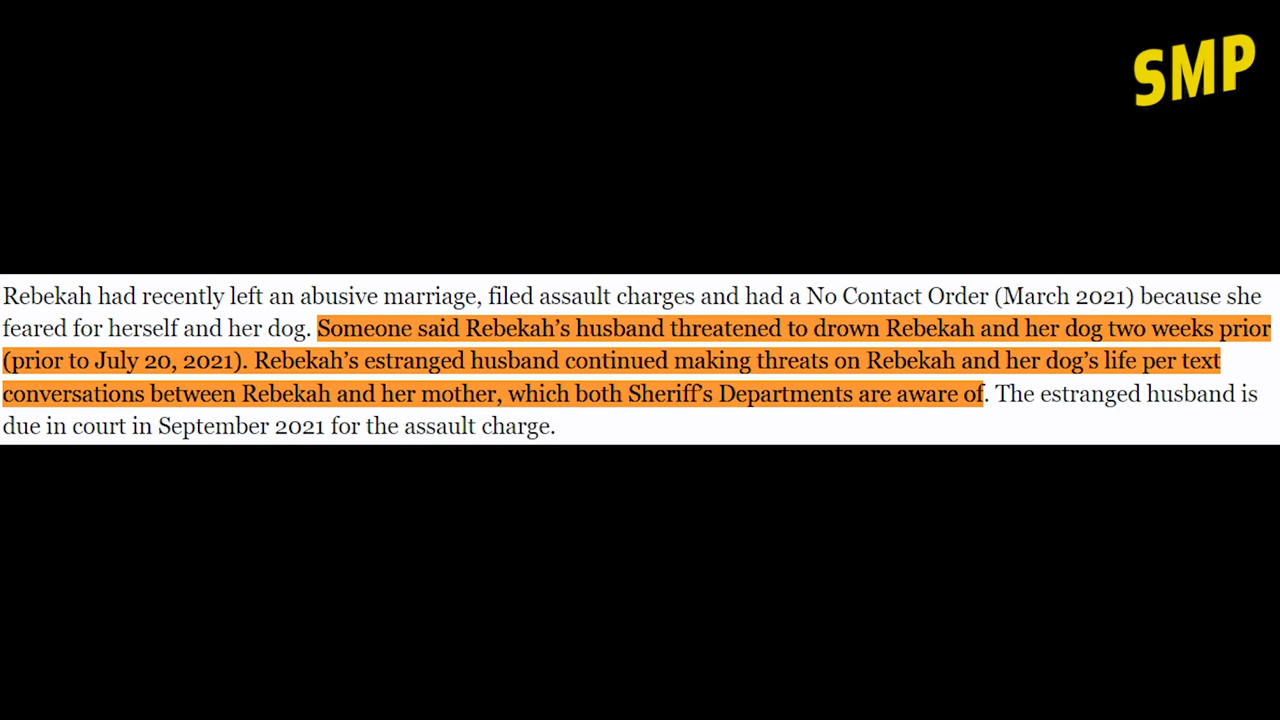 SMP
Rebekah had recently left an abusive marriage, filed assault charges and had a No Contact Order (March 2021) because she
feared for herself and her dog. Someone said Rebekah’s husband threatened to drown Rebekah and her dog two weeks prior
(prior to July 20, 2021). Rebekah’s estranged husband continued making threats on Rebekah and her dog’s life per text
conversations between Rebekah and her mother, which both Sheriff’s Departments are aware of. The estranged husband is
due in court in September 2021 for the assault charge.